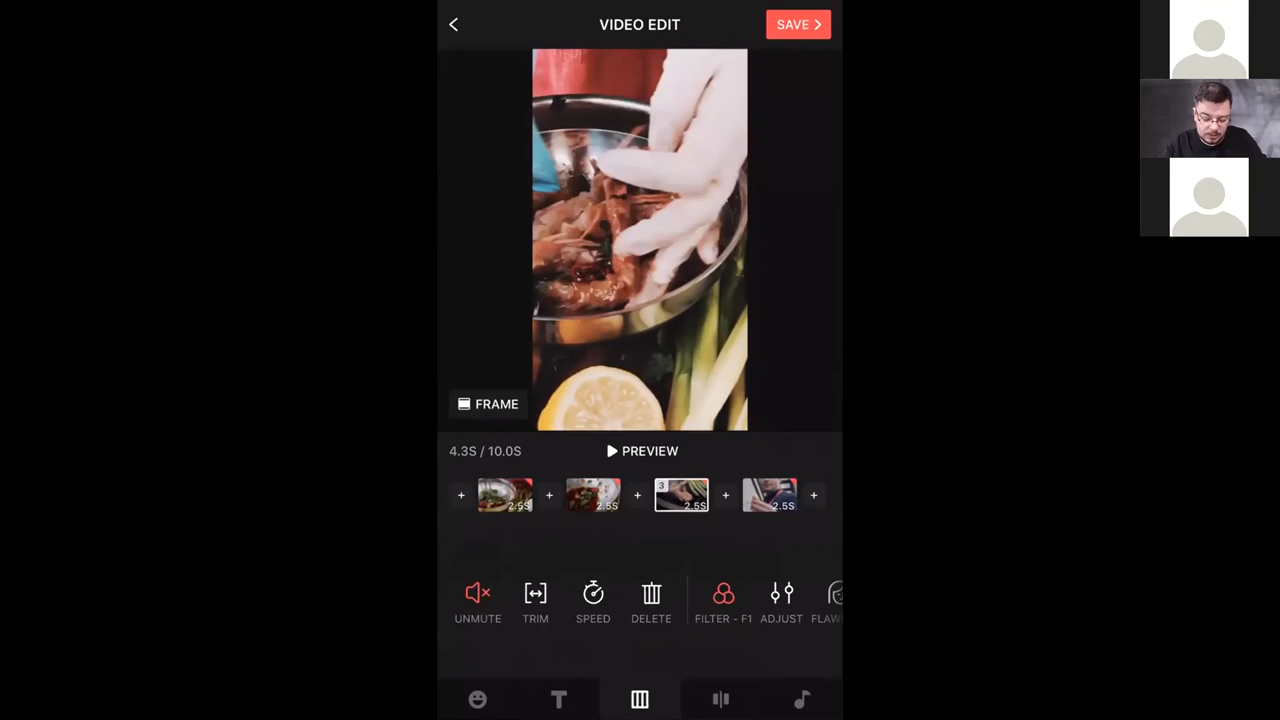 VIDEO EDIT
SAVE
FRAME
4.3S / 10.0S
PREVIEW
+ 2.5S + 2.5S + 3 2.5S + 2.5S +
UNMUTE TRIM SPEED DELETE FILTER - F1 ADJUST FLAW
T